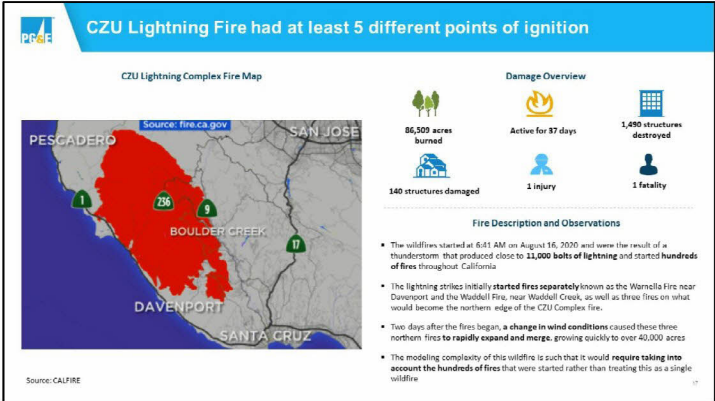 PG&E
CZU Lightning Fire had at least 5 different points of ignition
CZU Lightning Complex Fire Map
Source: fire.ca.gov
PESCADERO
SAN JOSE
1
236
9
BOULDER CREEK
17
DAVENPORT
SANTA CRUZ
Source: CALFIRE
Damage Overview
86,509 acres
burned
Active for 37 days
1,490 structures
destroyed
140 structures damaged
1 injury
1 fatality
Fire Description and Observations
▪ The wildfires started at 6:41 AM on August 16, 2020 and were the result of a
thunderstorm that produced close to 11,000 bolts of lightning and started hundreds
of fires throughout California
▪ The lightning strikes initially started fires separately known as the Warnella Fire near
Davenport and the Waddell Fire, near Waddell Creek, as well as three fires on what
would become the northern edge of the CZU Complex fire.
▪ Two days after the fires began, a change in wind conditions caused these three
northern fires to rapidly expand and merge, growing quickly to over 40,000 acres
▪ The modeling complexity of this wildfire is such that it would require taking into
account the hundreds of fires that were started rather than treating this as a single
wildfire